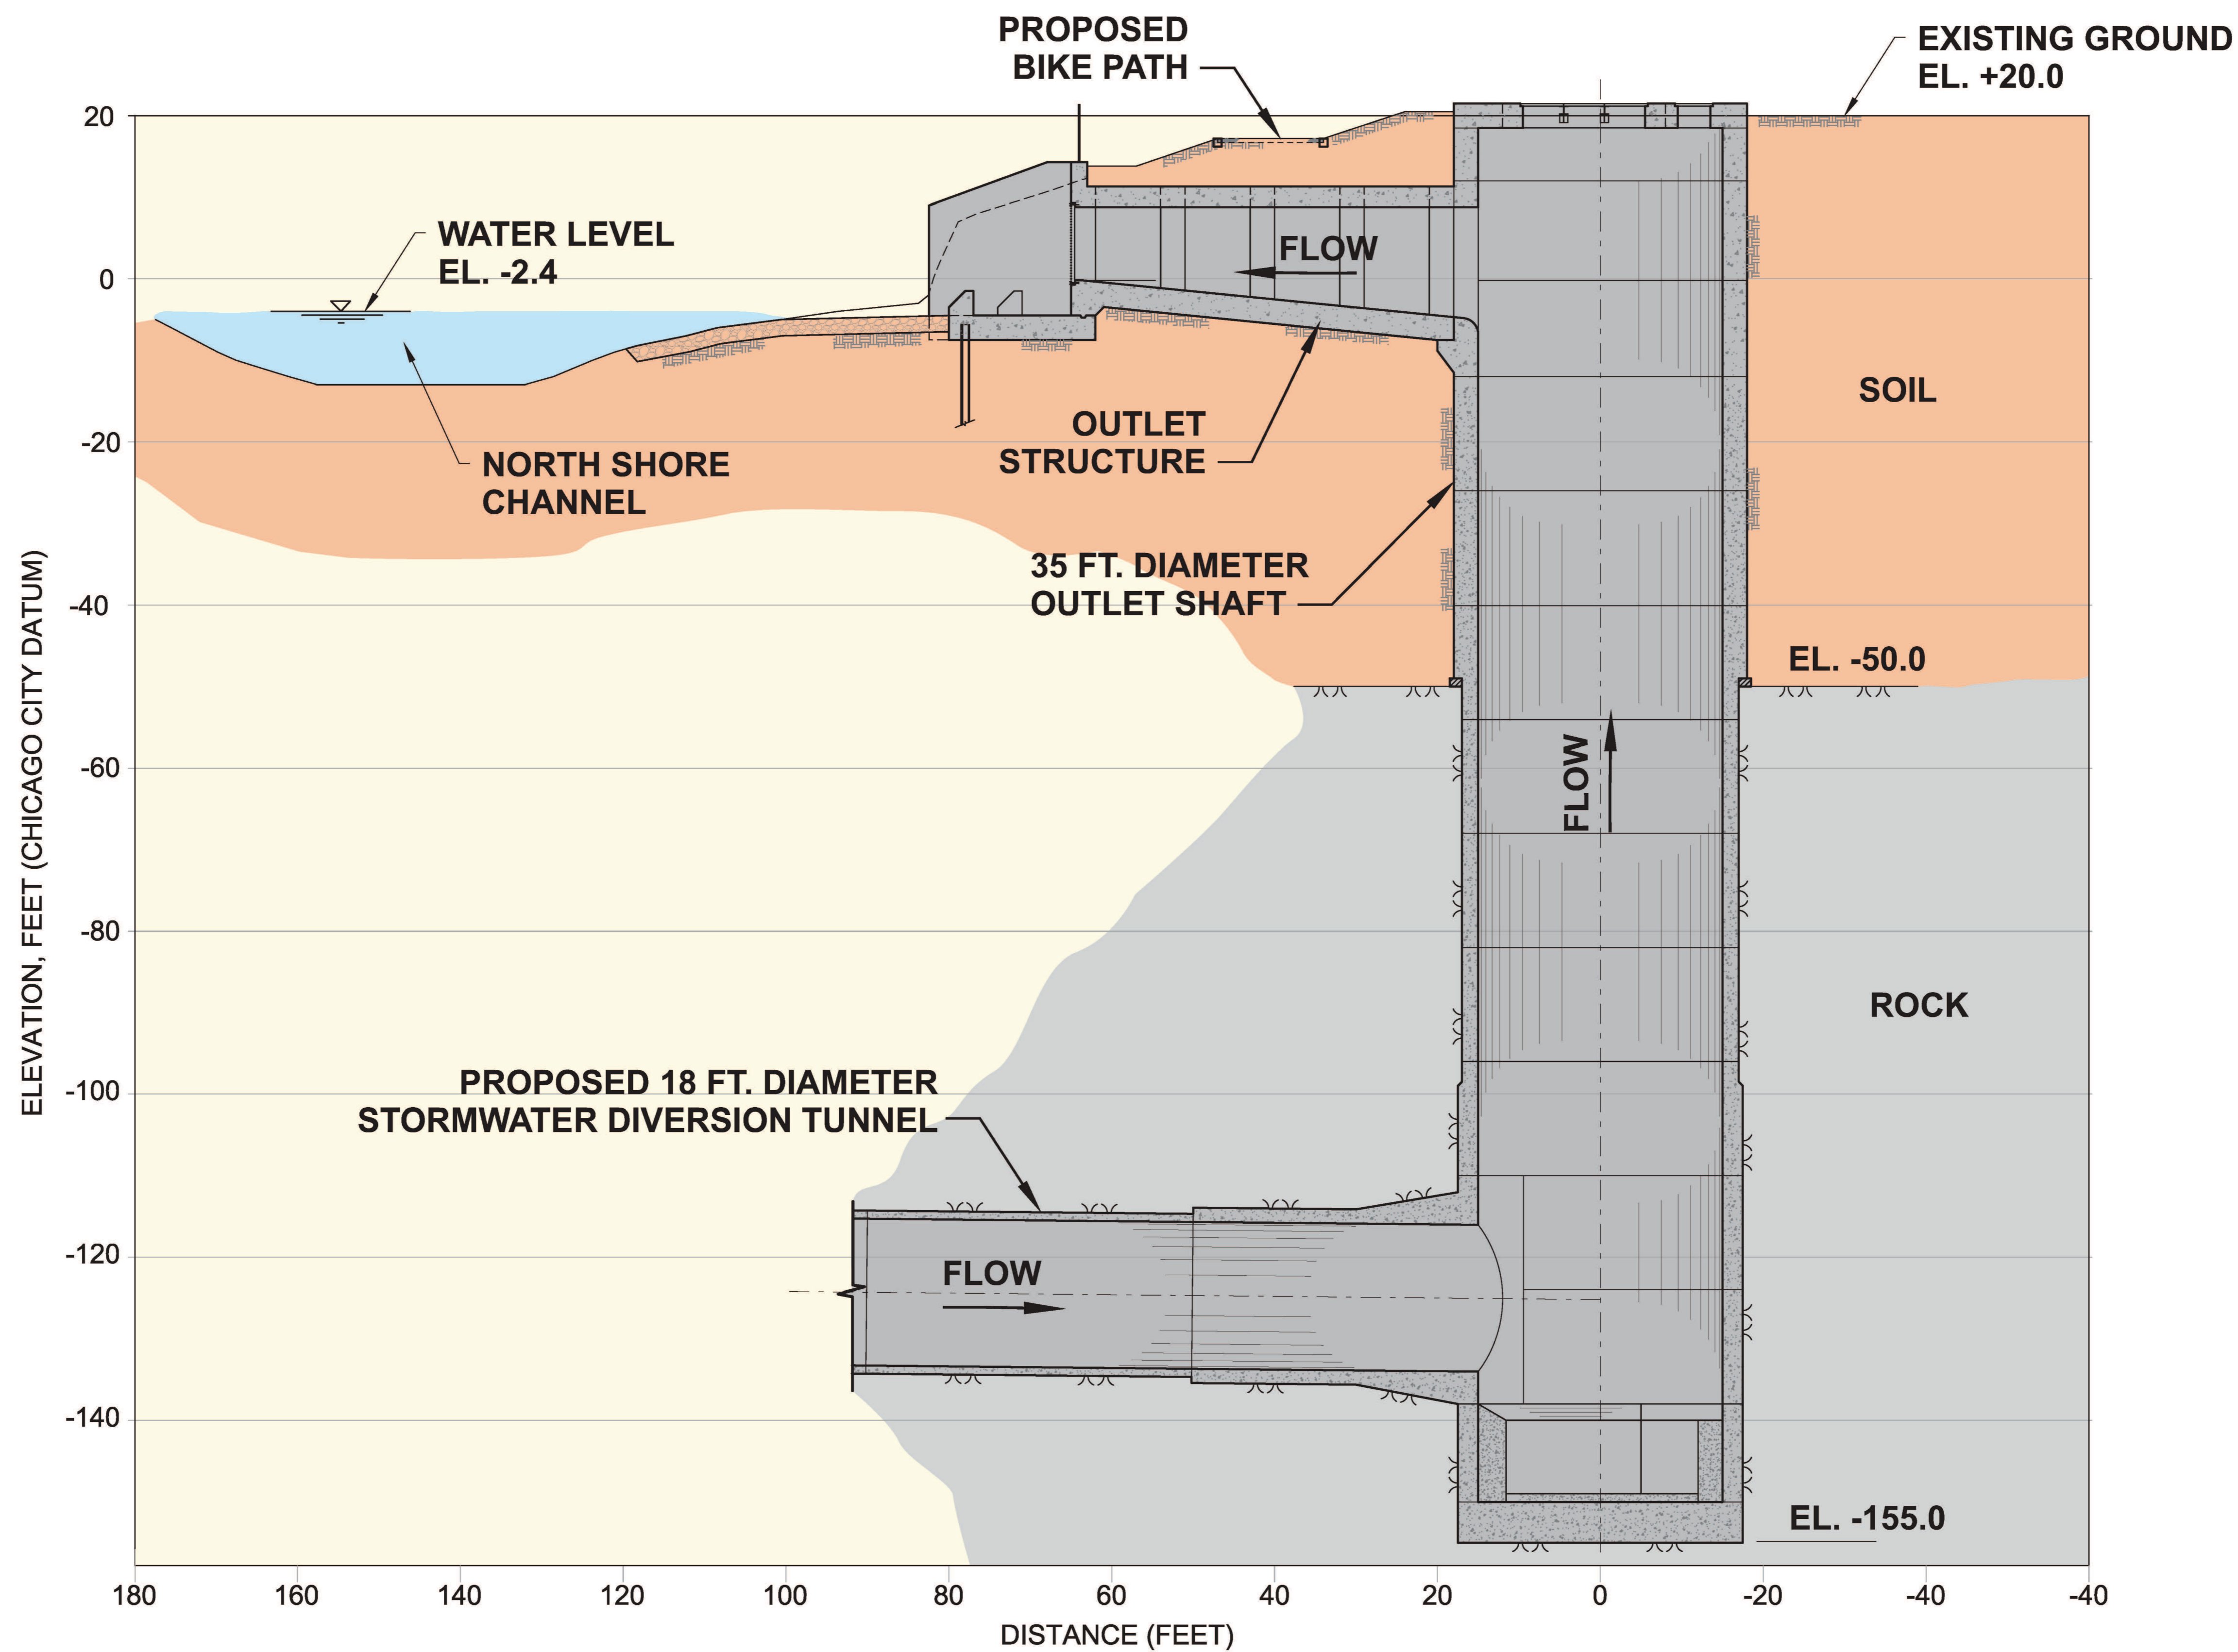 PROPOSED
BIKE PATH
EXISTING GROUND
EL. +20.0
WATER LEVEL
EL. -2.4
FLOW
NORTH SHORE
CHANNEL
OUTLET
STRUCTURE
SOIL
35 FT. DIAMETER
OUTLET SHAFT
EL. -50.0
FLOW
ROCK
PROPOSED 18 FT. DIAMETER
STORMWATER DIVERSION TUNNEL
FLOW
EL. -155.0
ELEVATION, FEET (CHICAGO CITY DATUM)
20
0
-20
-40
-60
-80
-100
-120
-140
180 160 140 120 100 80 60 40 20 0 -20 -40 -40
DISTANCE (FEET)